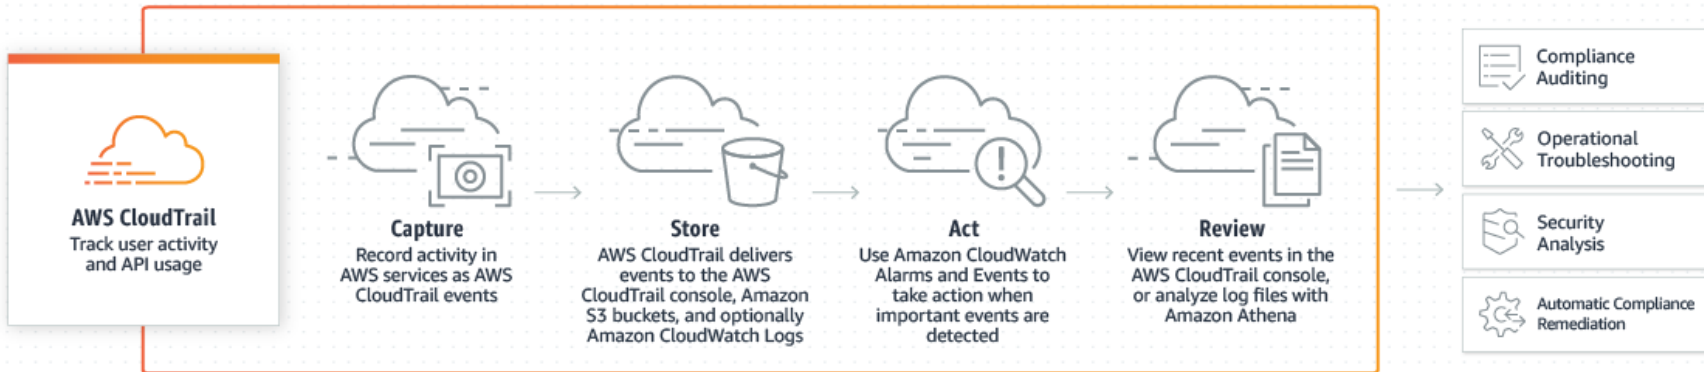 AWS CloudTrail
Track user activity
and API usage
Capture
Record activity in
AWS services as AWS
CloudTrail events
Store
AWS CloudTrail delivers
events to the AWS
CloudTrail console, Amazon
S3 buckets, and optionally
Amazon CloudWatch Logs
Act
Use Amazon CloudWatch
Alarms and Events to
take action when
important events are
detected
Review
View recent events in the
AWS CloudTrail console,
or analyze log files with
Amazon Athena
Compliance
Auditing
Operational
Troubleshooting
Security
Analysis
Automatic Compliance
Remediation